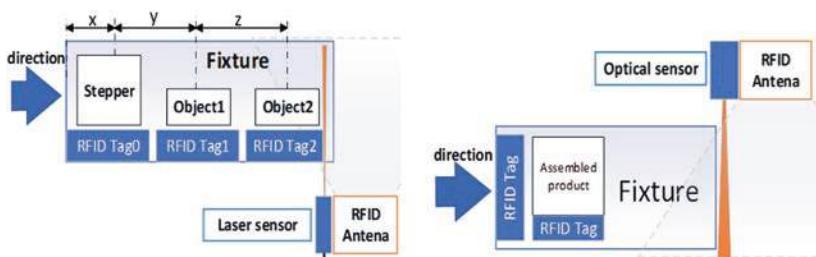 x
y
z
direction
Fixture
Stepper
Object1
Object2
RFID Tag0
RFID Tag1
RFID Tag2
Laser sensor
RFID
Antena
Optical sensor
RFID
Antena
direction
RFID Tag
Assembled
product
Fixture
RFID Tag